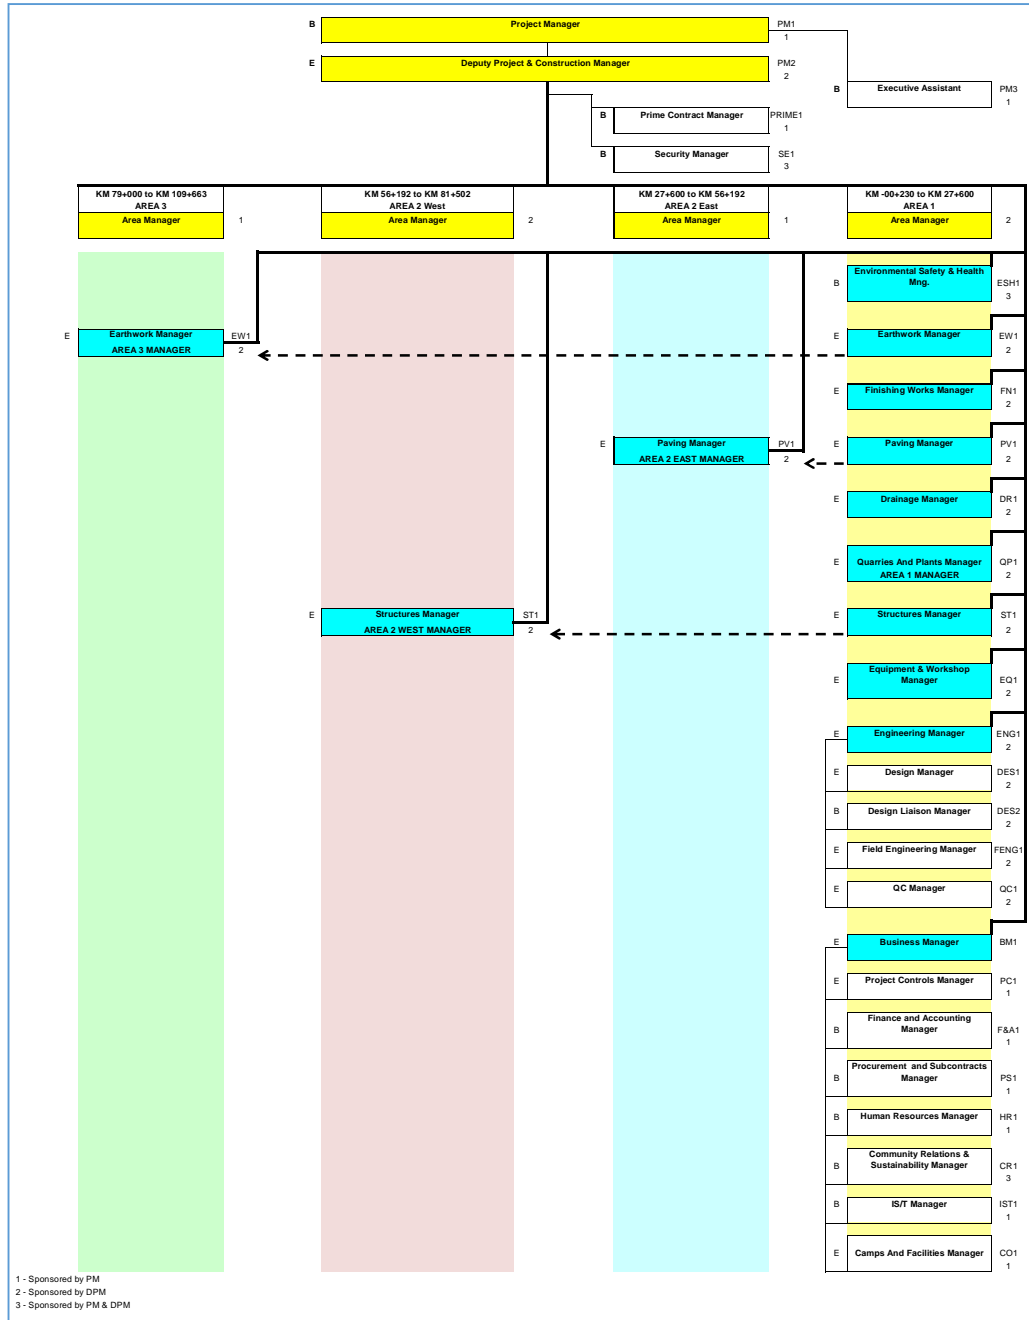 B Project Manager PM1
1
E Deputy Project & Construction Manager PM2
2
B Executive Assistant PM3
1
B Prime Contract Manager PRIME1
1
B Security Manager SE1
3
KM 79+000 to KM 109+663
AREA 3
Area Manager 1
KM 56+192 to KM 81+502
AREA 2 West
Area Manager 2
KM 27+600 to KM 56+192
AREA 2 East
Area Manager 1
KM -00+230 to KM 27+600
AREA 1
Area Manager 2
B Environmental Safety & Health
Mng. ESH1
3
E Earthwork Manager EW1
AREA 3 MANAGER 2
E Earthwork Manager EW1
2
E Finishing Works Manager FN1
2
E Paving Manager PV1
AREA 2 EAST MANAGER 2
E Paving Manager PV1
2
E Drainage Manager DR1
2
E Quarries And Plants Manager QP1
AREA 1 MANAGER 2
E Structures Manager ST1
AREA 2 WEST MANAGER 2
E Structures Manager ST1
2
E Equipment & Workshop
Manager EQ1
2
E Engineering Manager ENG1
2
E Design Manager DES1
2
B Design Liaison Manager DES2
2
E Field Engineering Manager FENG1
2
E QC Manager QC1
2
E Business Manager BM1
E Project Controls Manager PC1
1
B Finance and Accounting
Manager F&A1
1
B Procurement and Subcontracts
Manager PS1
1
B Human Resources Manager HR1
1
B Community Relations &
Sustainability Manager CR1
3
B IS/T Manager IST1
1
E Camps And Facilities Manager CO1
1
1 - Sponsored by PM
2 - Sponsored by DPM
3 - Sponsored by PM & DPM